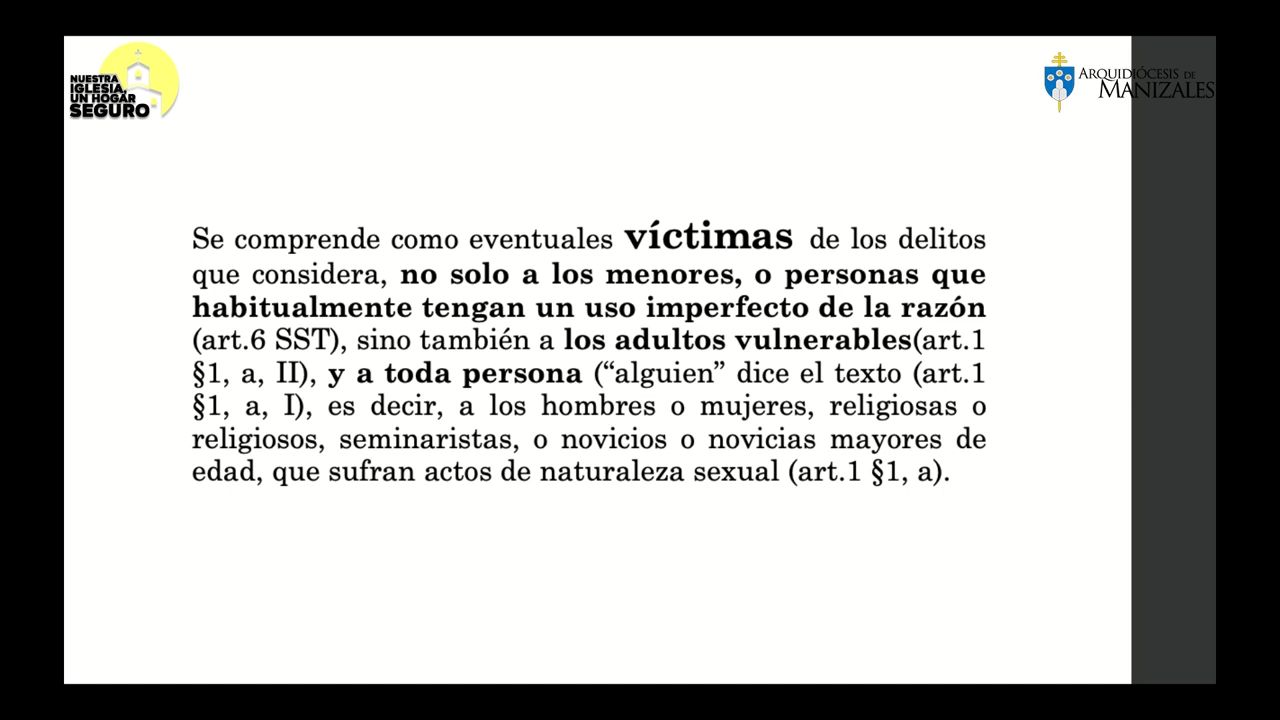 NUESTRA
IGLESIA,
UN HOGAR
SEGURO
ARQUIDIÓCESIS DE
MANIZALES
Se comprende como eventuales víctimas de los delitos
que considera, no solo a los menores, o personas que
habitualmente tengan un uso imperfecto de la razón
(art.6 SST), sino también a los adultos vulnerables(art.1
§1, a, II), y a toda persona (“alguien” dice el texto (art.1
§1, a, I), es decir, a los hombres o mujeres, religiosas o
religiosos, seminaristas, o novicios o novicias mayores de
edad, que sufran actos de naturaleza sexual (art.1 §1, a).